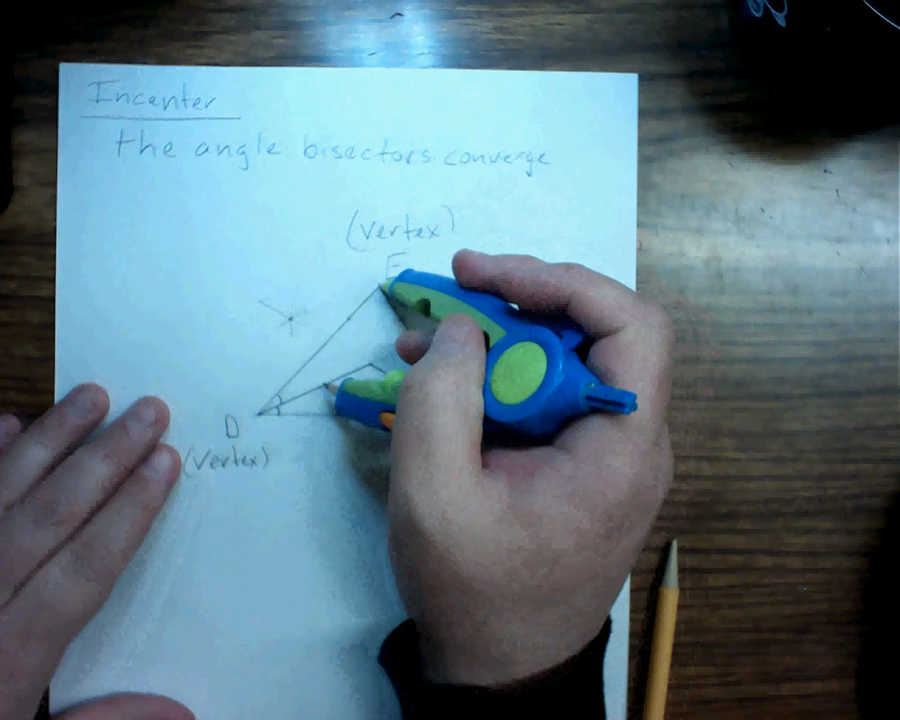 Incenter
the angle bisectors converge
(vertex)
E
D
(vertex)